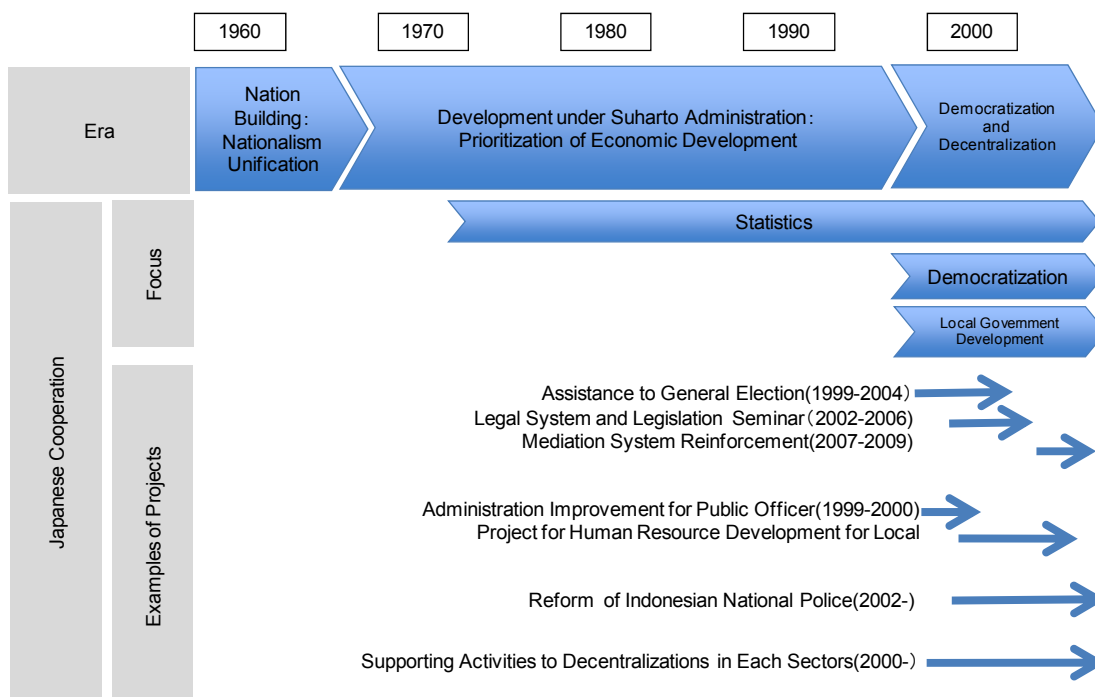 1960
1970
1980
1990
2000
Era
Nation
Building：
Nationalism
Unification
Development under Suharto Administration：
Prioritization of Economic Development
Democratization
and
Decentralization
Japanese Cooperation
Focus
Statistics
Democratization
Local Government
Development
Examples of Projects
Assistance to General Election(1999-2004）
Legal System and Legislation Seminar（2002-2006)
Mediation System Reinforcement(2007-2009)
Administration Improvement for Public Officer(1999-2000)
Project for Human Resource Development for Local
Reform of Indonesian National Police(2002-)
Supporting Activities to Decentralizations in Each Sectors(2000-）